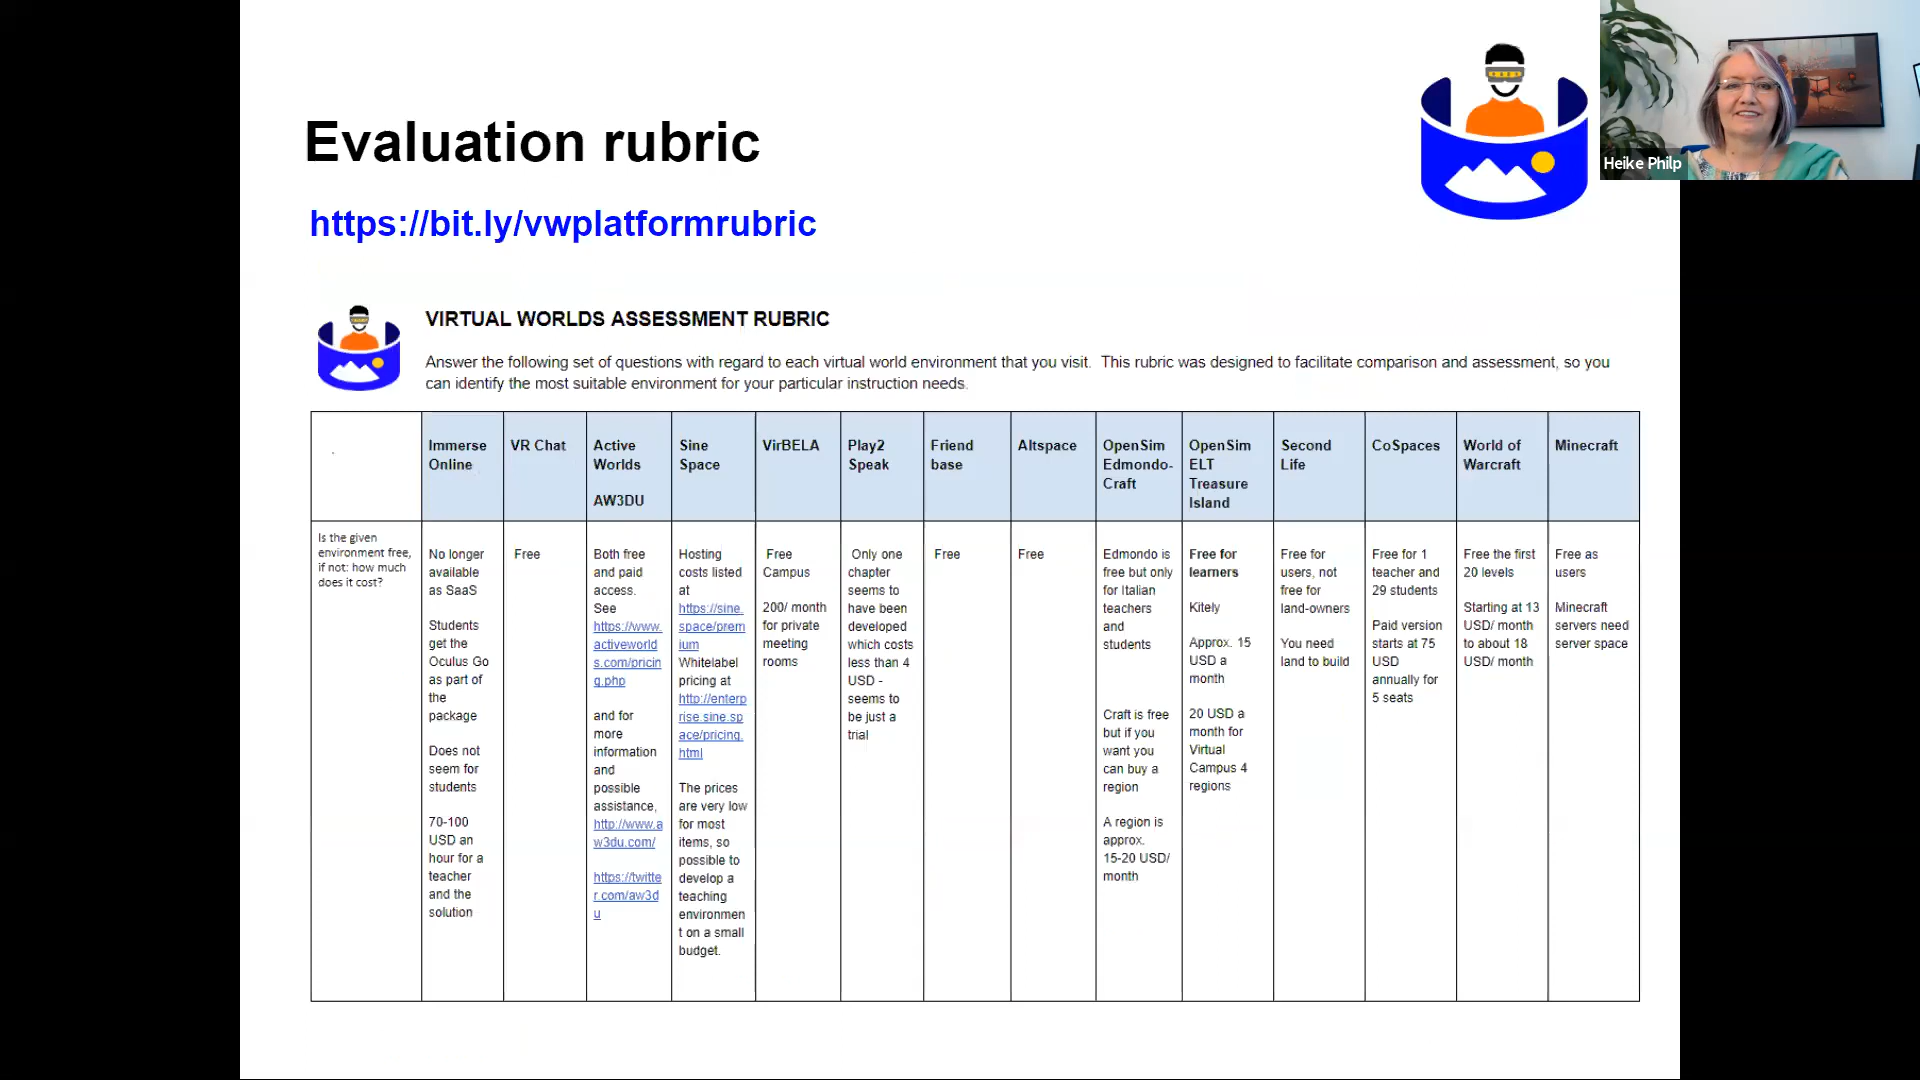 Evaluation rubric
Heike Philp
https://bit.ly/vwplatformrubric
VIRTUAL WORLDS ASSESSMENT RUBRIC
Answer the following set of questions with regard to each virtual world environment that you visit.  This rubric was designed to facilitate comparison and assessment, so you
can identify the most suitable environment for your particular instruction needs.
Immerse
Online
VR Chat
Active
Worlds
AW3DU
Sine
Space
VirBELA
Play2
Speak
Friend
base
Altspace
OpenSim
Edmondo-
Craft
OpenSim
ELT
Treasure
Island
Second
Life
CoSpaces
World of
Warcraft
Minecraft
Is the given
environment free,
if not: how much
does it cost?
No longer
available
as SaaS
Students
get the
Oculus Go
as part of
the
package
Does not
seem for
students
70-100
USD an
hour for a
teacher
and the
solution
Free
Both free
and paid
access.
See
https://www.
activeworld
s.com/pricin
g.php
and for
more
information
and
possible
assistance,
http://www.a
w3du.com/
https://twitte
r.com/aw3d
u
Hosting
costs listed
at
https://sine.
space/prem
ium
Whitelabel
pricing at
http://enterp
rise.sine.sp
ace/pricing.
html
The prices
are very low
for most
items, so
possible to
develop a
teaching
environmen
t on a small
budget.
Free
Campus
200/ month
for private
meeting
rooms
Only one
chapter
seems to
have been
developed
which costs
less than 4
USD -
seems to
be just a
trial
Free
Free
Edmondo is
free but only
for Italian
teachers
and
students
Craft is free
but if you
want you
can buy a
region
A region is
approx.
15-20 USD/
month
Free for
learners
Kitely
Approx. 15
USD a
month
20 USD a
month for
Virtual
Campus 4
regions
Free for
users, not
free for
land-owners
You need
land to build
Free for 1
teacher and
29 students
Paid version
starts at 75
USD
annually for
5 seats
Free the first
20 levels
Starting at 13
USD/ month
to about 18
USD/ month
Free as
users
Minecraft
servers need
server space